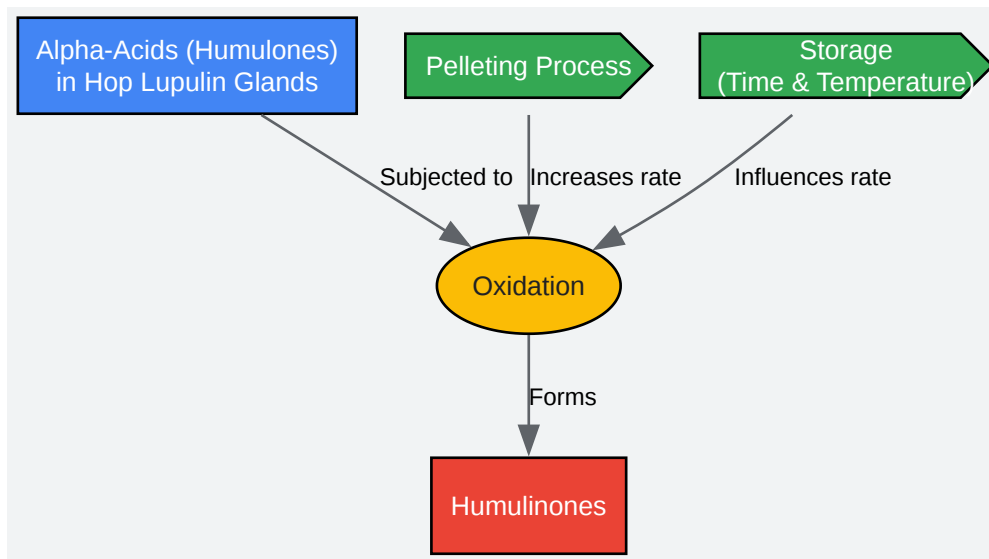 Alpha-Acids (Humulones)
in Hop Lupulin Glands
Pelleting Process
Storage
(Time & Temperature)
Subjected to
Increases rate
Influences rate
Oxidation
Forms
Humulinones